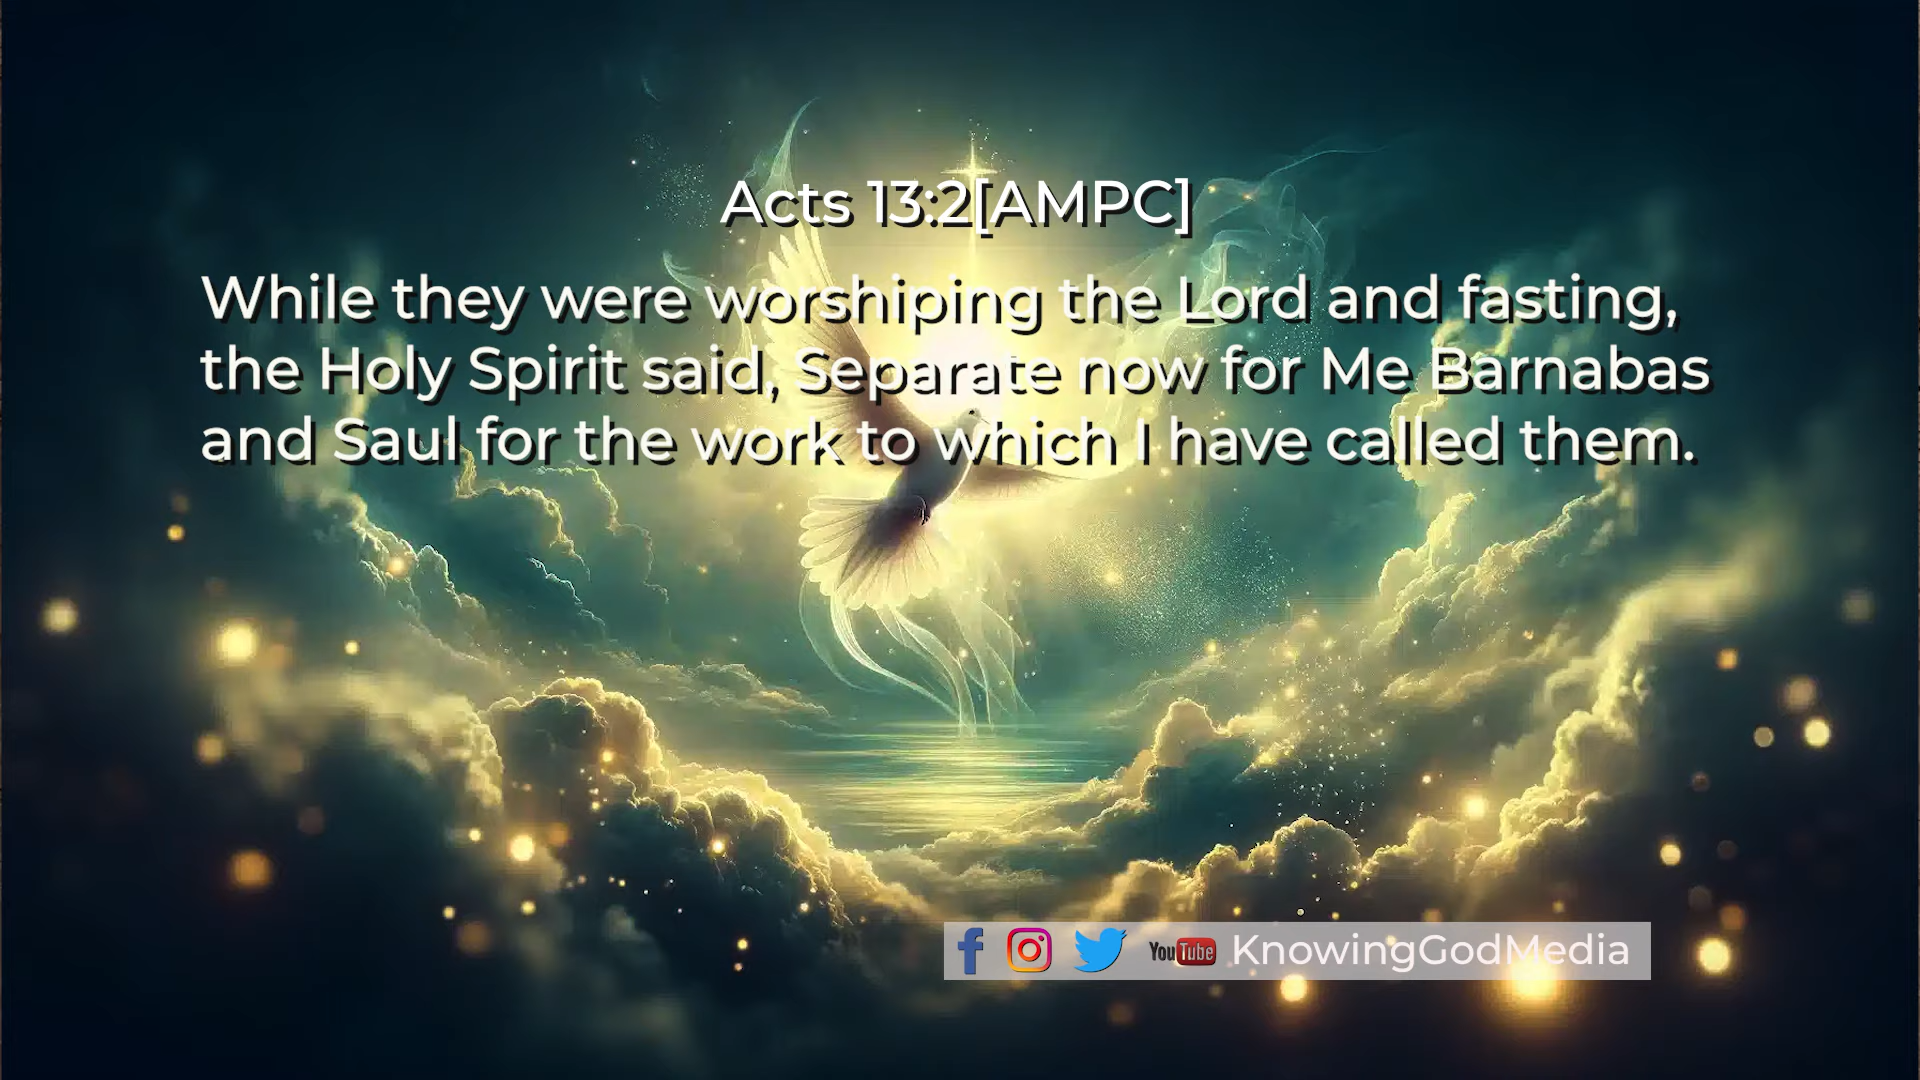 Acts 13:2[AMPC]
While they were worshiping the Lord and fasting,
the Holy Spirit said, Separate now for Me Barnabas
and Saul for the work to which I have called them.
YouTube KnowingGodMedia